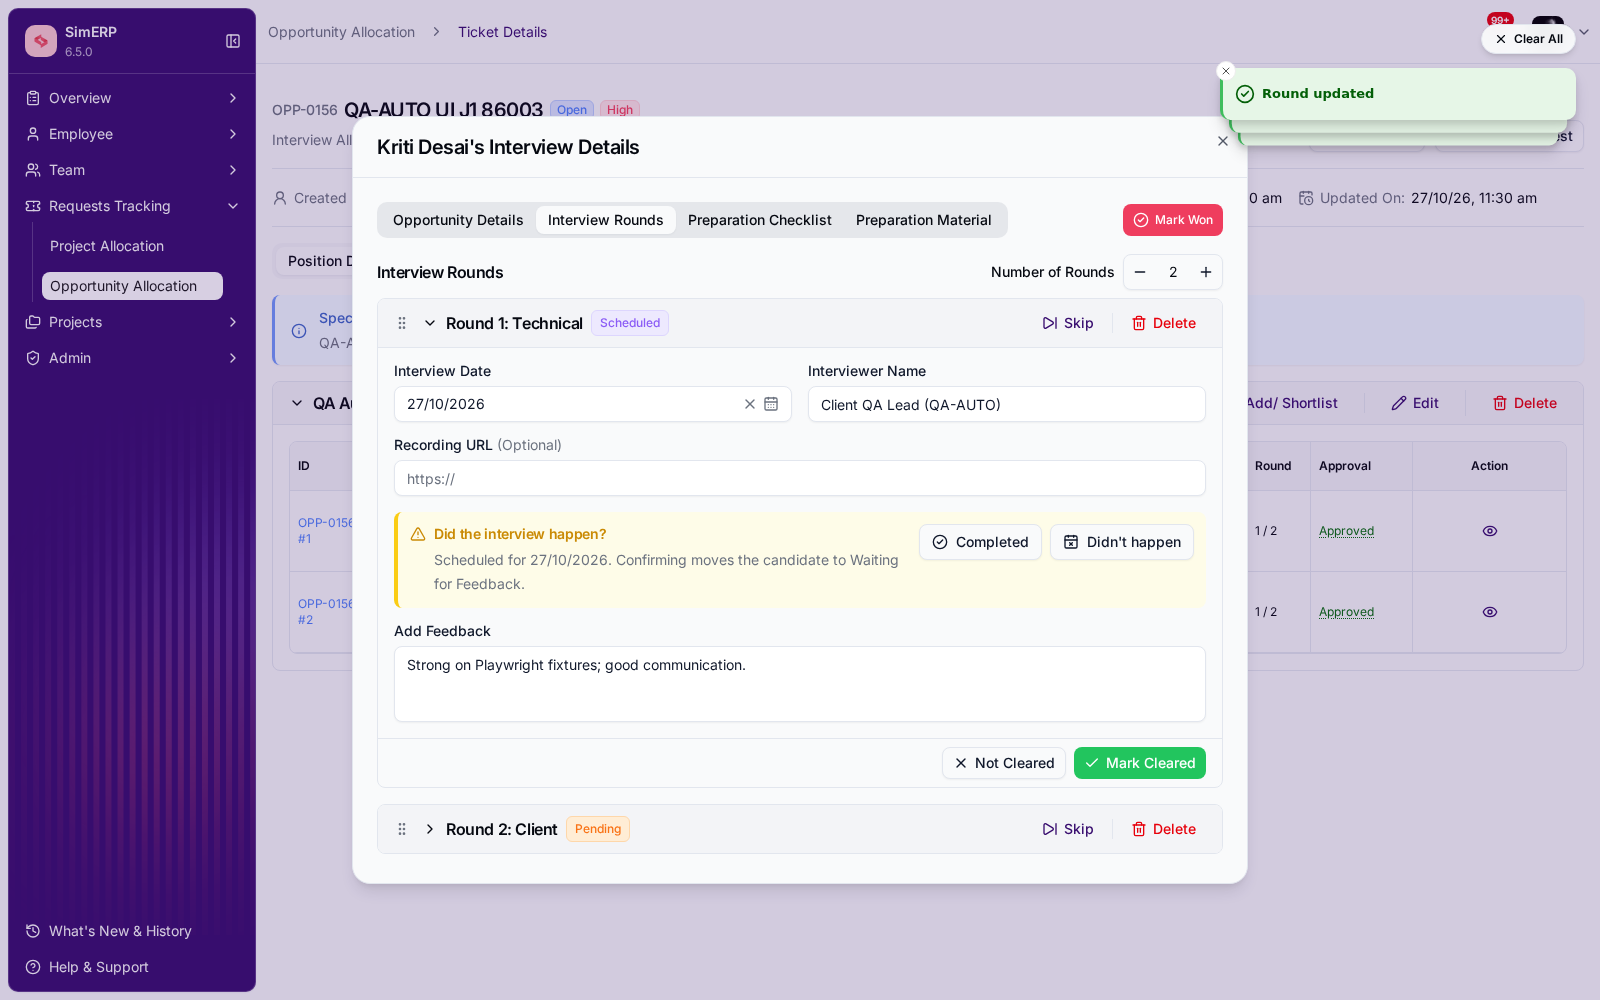 SimERP
6.5.0
Overview
Employee
Team
Requests Tracking
Project Allocation
Opportunity Allocation
Projects
Admin
What's New & History
Help & Support
Opportunity Allocation
Ticket Details
99+
Clear All
Round updated
OPP-0156
QA-AUTO UI J1 86003
Open
High
Interview
Created
Updated On:
27/10/26, 11:30 am
Kriti Desai's Interview Details
Opportunity Details
Interview Rounds
Preparation Checklist
Preparation Material
Mark Won
Interview Rounds
Number of Rounds
2
Round 1: Technical
Scheduled
Skip
Delete
Interview Date
27/10/2026
Interviewer Name
Client QA Lead (QA-AUTO)
Recording URL (Optional)
https://
Did the interview happen?
Scheduled for 27/10/2026. Confirming moves the candidate to Waiting
for Feedback.
Completed
Didn't happen
Add Feedback
Strong on Playwright fixtures; good communication.
Not Cleared
Mark Cleared
Round 2: Client
Pending
Skip
Delete
Position
Add/ Shortlist
Edit
Delete
ID
Round
Approval
Action
OPP-0156
#1
1 / 2
Approved
OPP-0156
#2
1 / 2
Approved